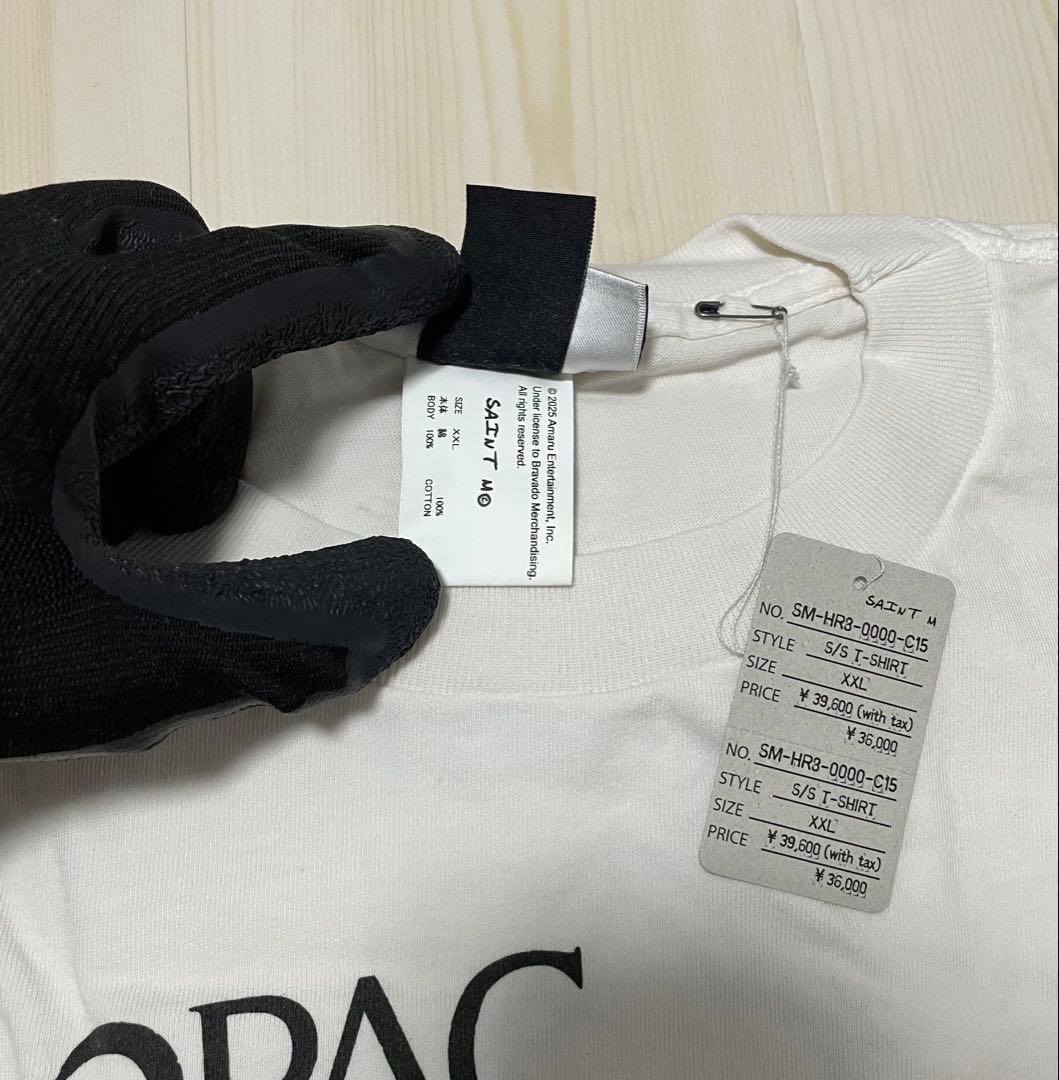 © 2025 Amaru Entertainment, Inc.
Under license to Bravado Merchandising.
All rights reserved.
SAINT M©
SIZE XXL
本体 綿 100%
BODY 100% COTTON
SAINT M
NO. SM-HR3-0000-C15
STYLE S/S T-SHIRT
SIZE XXL
PRICE ¥ 39,600 (with tax)
¥ 36,000
NO. SM-HR3-0000-C15
STYLE S/S T-SHIRT
SIZE XXL
PRICE ¥ 39,600 (with tax)
¥ 36,000
PAC